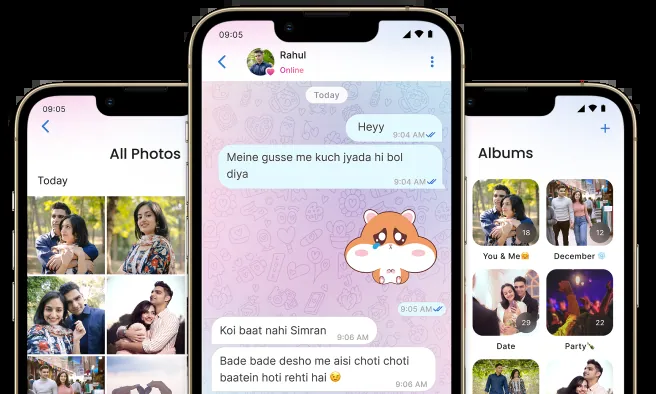 09:05
All Photos
Today
09:05
Rahul
Online
Today
Heyy
9:04 AM
Meine gusse me kuch jyada hi bol
diya
9:04 AM
9:05 AM
Koi baat nahi Simran
9:06 AM
Bade bade desho me aisi choti choti
baatein hoti rehti hai 😉
9:06 AM
Albums
18
You & Me😊
12
December ❄️
29
Date
22
Party🍾